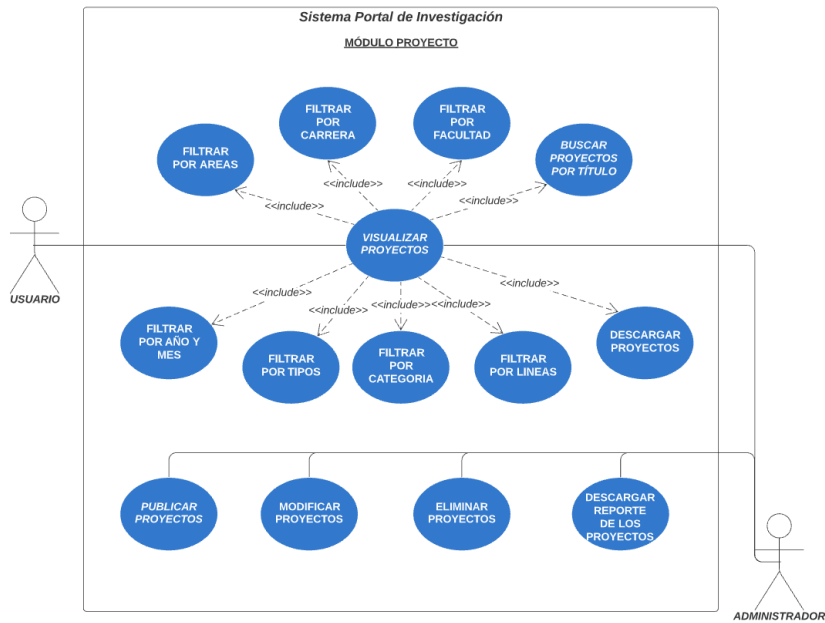 Sistema Portal de Investigación
MÓDULO PROYECTO
FILTRAR
POR AREAS
FILTRAR
POR
CARRERA
FILTRAR
POR
FACULTAD
BUSCAR
PROYECTOS
POR TÍTULO
<<include>>
<<include>>
<<include>>
<<include>>
VISUALIZAR
PROYECTOS
USUARIO
<<include>>
<<include>>
<<include>>
<<include>>
<<include>>
FILTRAR
POR AÑO Y
MES
FILTRAR
POR TIPOS
FILTRAR
POR
CATEGORIA
FILTRAR
POR LINEAS
DESCARGAR
PROYECTOS
PUBLICAR
PROYECTOS
MODIFICAR
PROYECTOS
ELIMINAR
PROYECTOS
DESCARGAR
REPORTE
DE LOS
PROYECTOS
ADMINISTRADOR